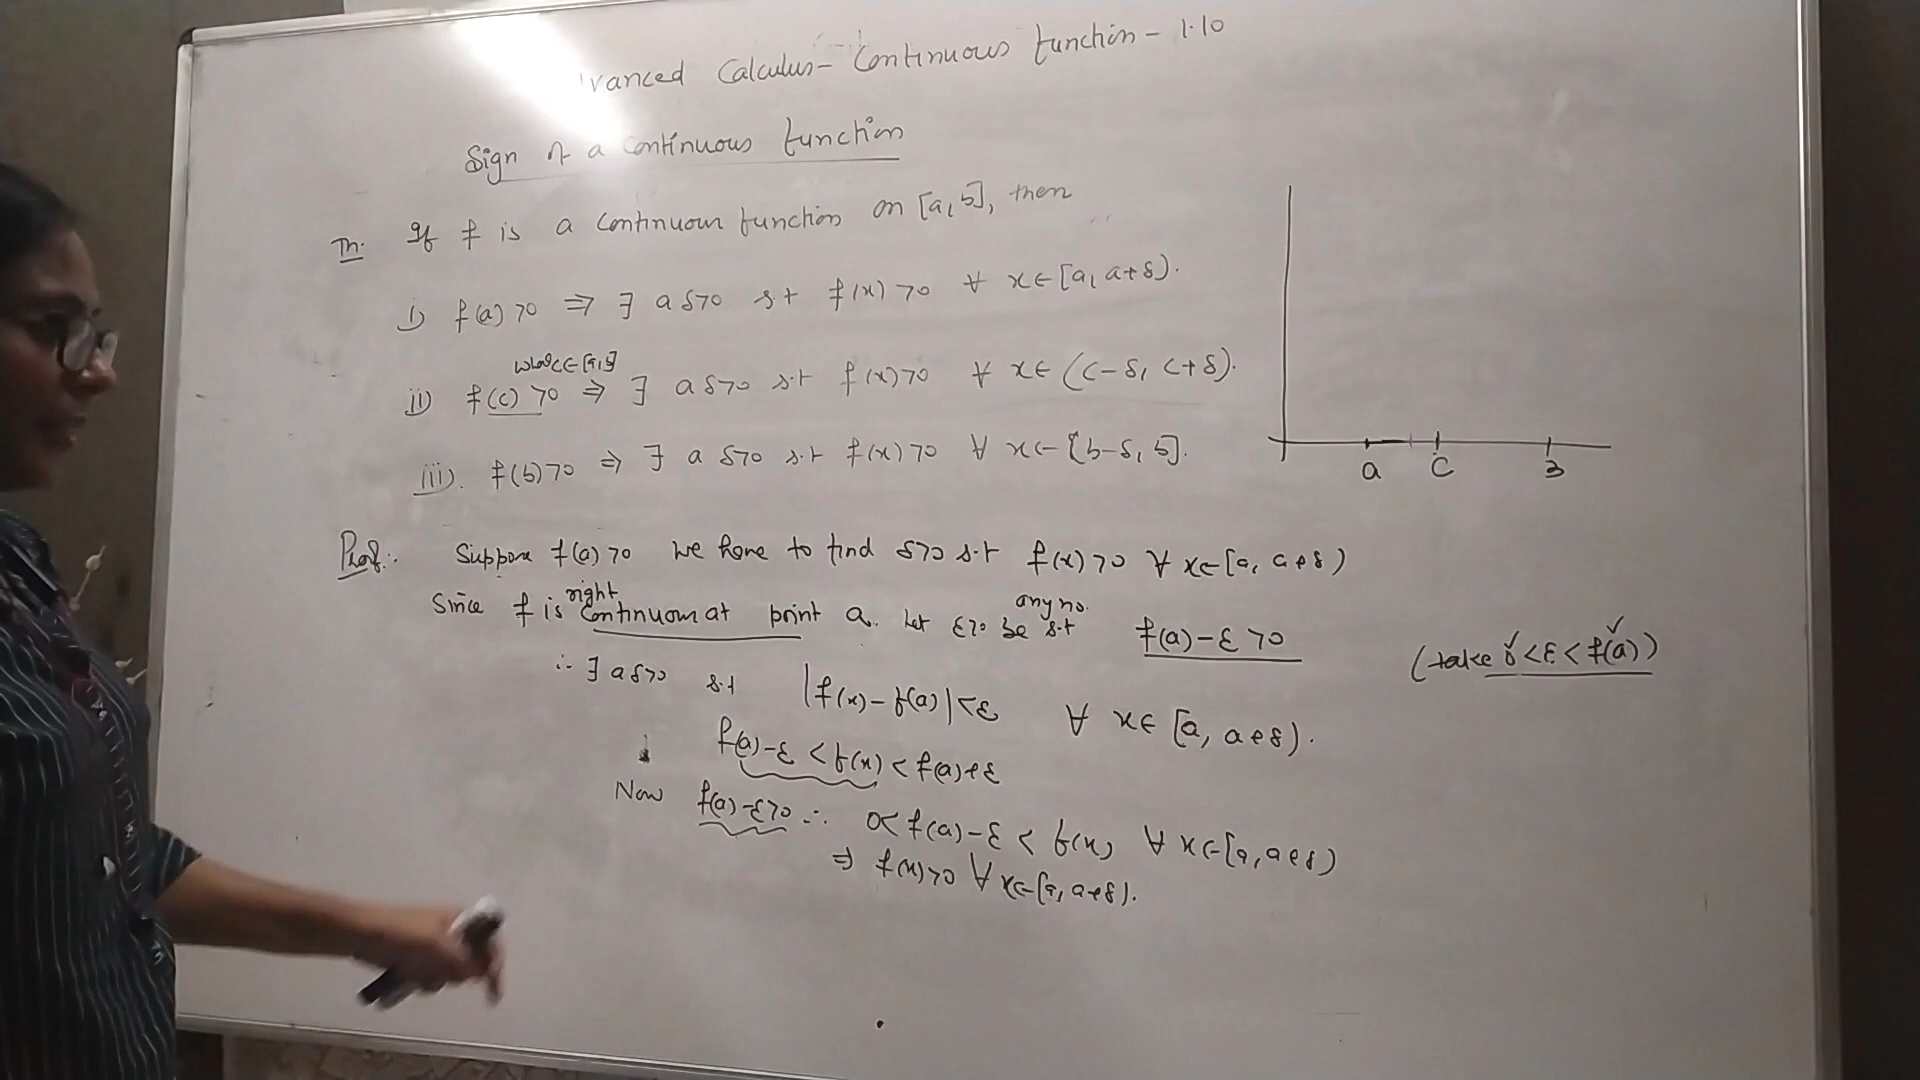 vanced Calculus - Continuous function - 1.10
Sign of a Continuous function
Th. If f is a continuous function on [a, b], then
i) f(a) >0 ⇒ ∃ a δ>0 s.t f(x) >0 ∀ x∈[a, a+δ).
where c∈[a,b]
ii) f(c) >0 ⇒ ∃ a δ>0 s.t f(x)>0 ∀ x∈ (c-δ, c+δ).
iii). f(b)>0 ⇒ ∃ a δ>0 s.t f(x)>0 ∀ x∈ [b-δ, b].
a c b
Proof:. Suppose f(a)>0 we have to find δ>0 s.t f(x)>0 ∀ x∈[a, a+δ)
Since f is right continuous at point a. Let ε>0 be any no. s.t f(a)-ε >0 (take 0<ε<f(a))
∴ ∃ a δ>0 s.t |f(x)-f(a)|<ε ∀ x∈ [a, a+δ).
f(a)-ε <f(x)< f(a)+ε
Now f(a)-ε>0 ∴ 0< f(a)-ε < f(x) ∀ x∈[a, a+δ)
⇒ f(x)>0 ∀ x∈[a, a+δ).